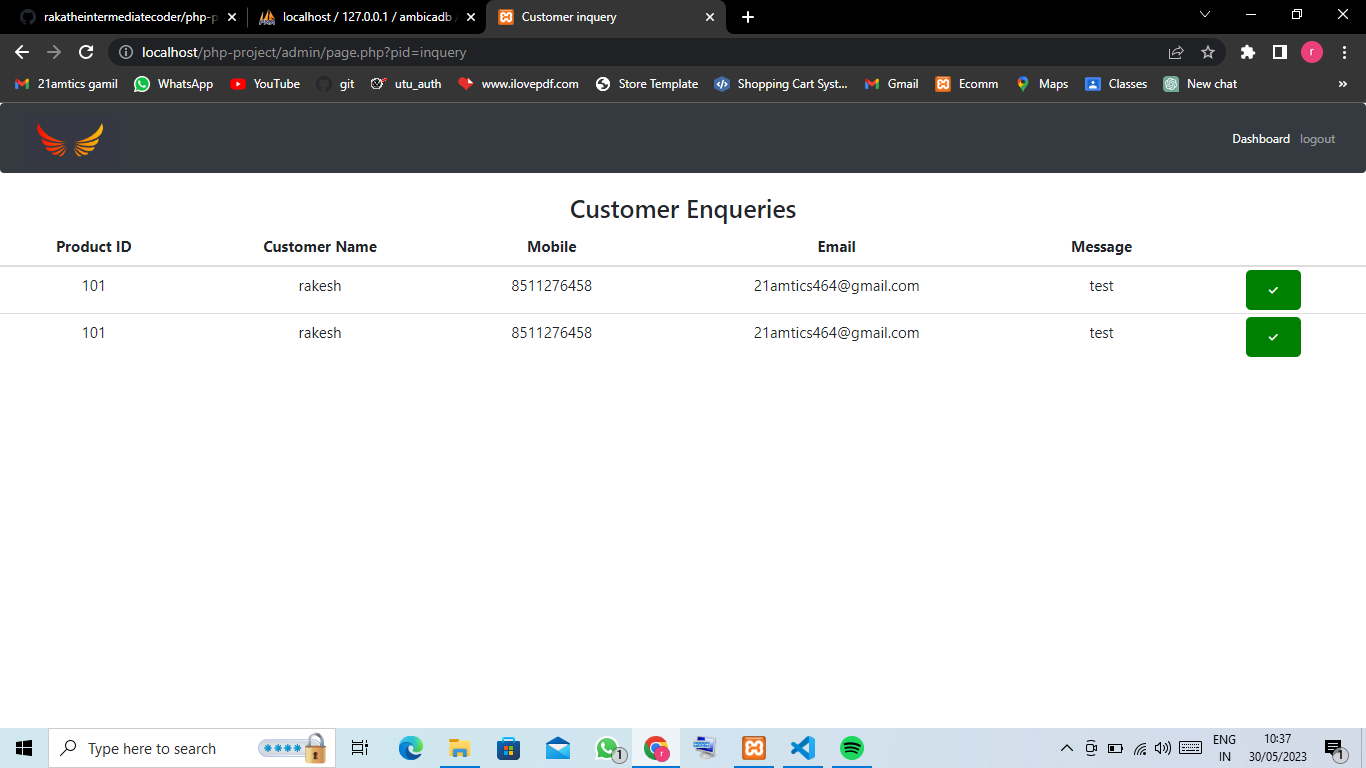 rakatheintermediatecoder/php-p
localhost / 127.0.0.1 / ambicadb
Customer inquery
localhost/php-project/admin/page.php?pid=inquery
r
21amtics gamil WhatsApp YouTube git utu_auth www.ilovepdf.com Store Template Shopping Cart Syst... Gmail Ecomm Maps Classes New chat »
Dashboard logout
Customer Enqueries
Product ID Customer Name Mobile Email Message
101 rakesh 8511276458 21amtics464@gmail.com test
101 rakesh 8511276458 21amtics464@gmail.com test
Type here to search
1
r
ENG
IN
10:37
30/05/2023
1